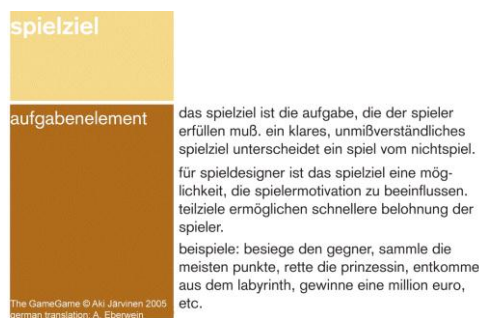 spielziel
aufgabenelement
das spielziel ist die aufgabe, die der spieler
erfüllen muß. ein klares, unmißverständliches
spielziel unterscheidet ein spiel vom nichtspiel.
für spieldesigner ist das spielziel eine mög-
lichkeit, die spielermotivation zu beeinflussen.
teilziele ermöglichen schnellere belohnung der
spieler.
beispiele: besiege den gegner, sammle die
meisten punkte, rette die prinzessin, entkomme
aus dem labyrinth, gewinne eine million euro,
etc.
The GameGame © Aki Järvinen 2005
german translation: A. Eberwein